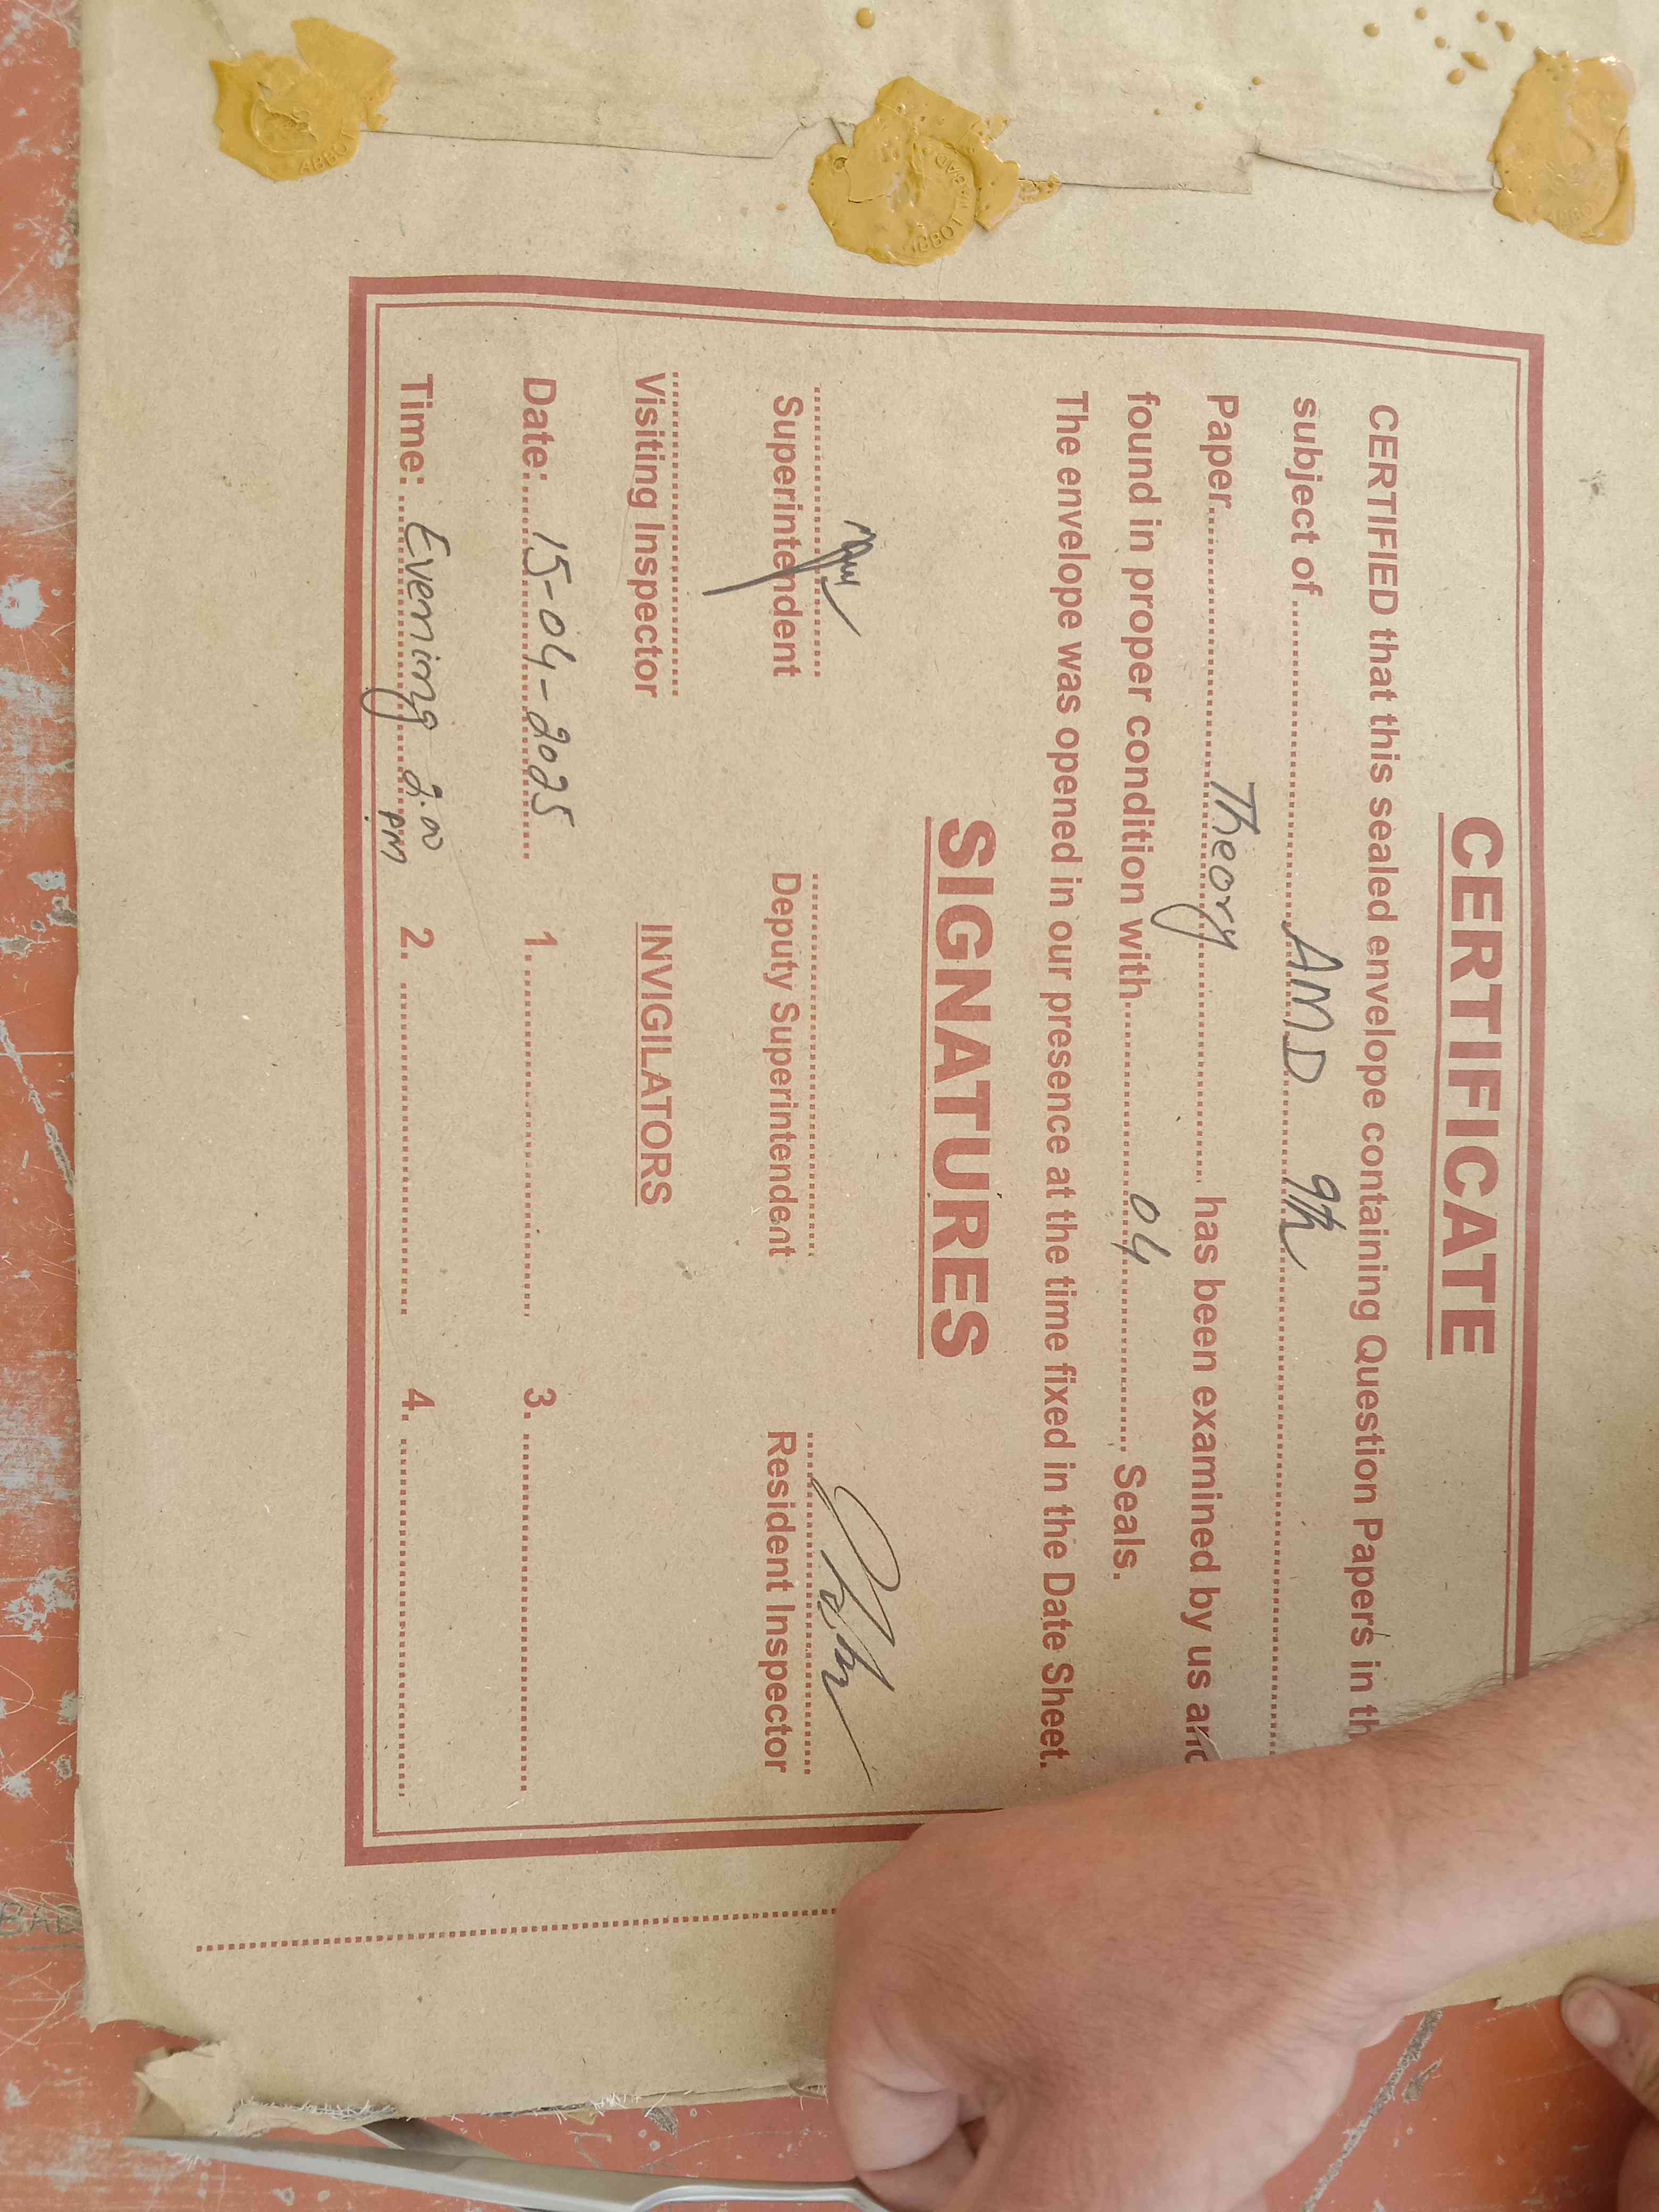 ABBOTT
ABBOTTABAD
CERTIFICATE
CERTIFIED that this sealed envelope containing Question Papers in th
subject of AMD 9th
Paper Theory has been examined by us and
found in proper condition with 04 Seals.
The envelope was opened in our presence at the time fixed in the Date Sheet.
SIGNATURES
Superintendent Deputy Superintendent Resident Inspector
Visiting Inspector INVIGILATORS
Date: 15-04-2025 1. 3.
Time: Evening 2:00 PM 2. 4.